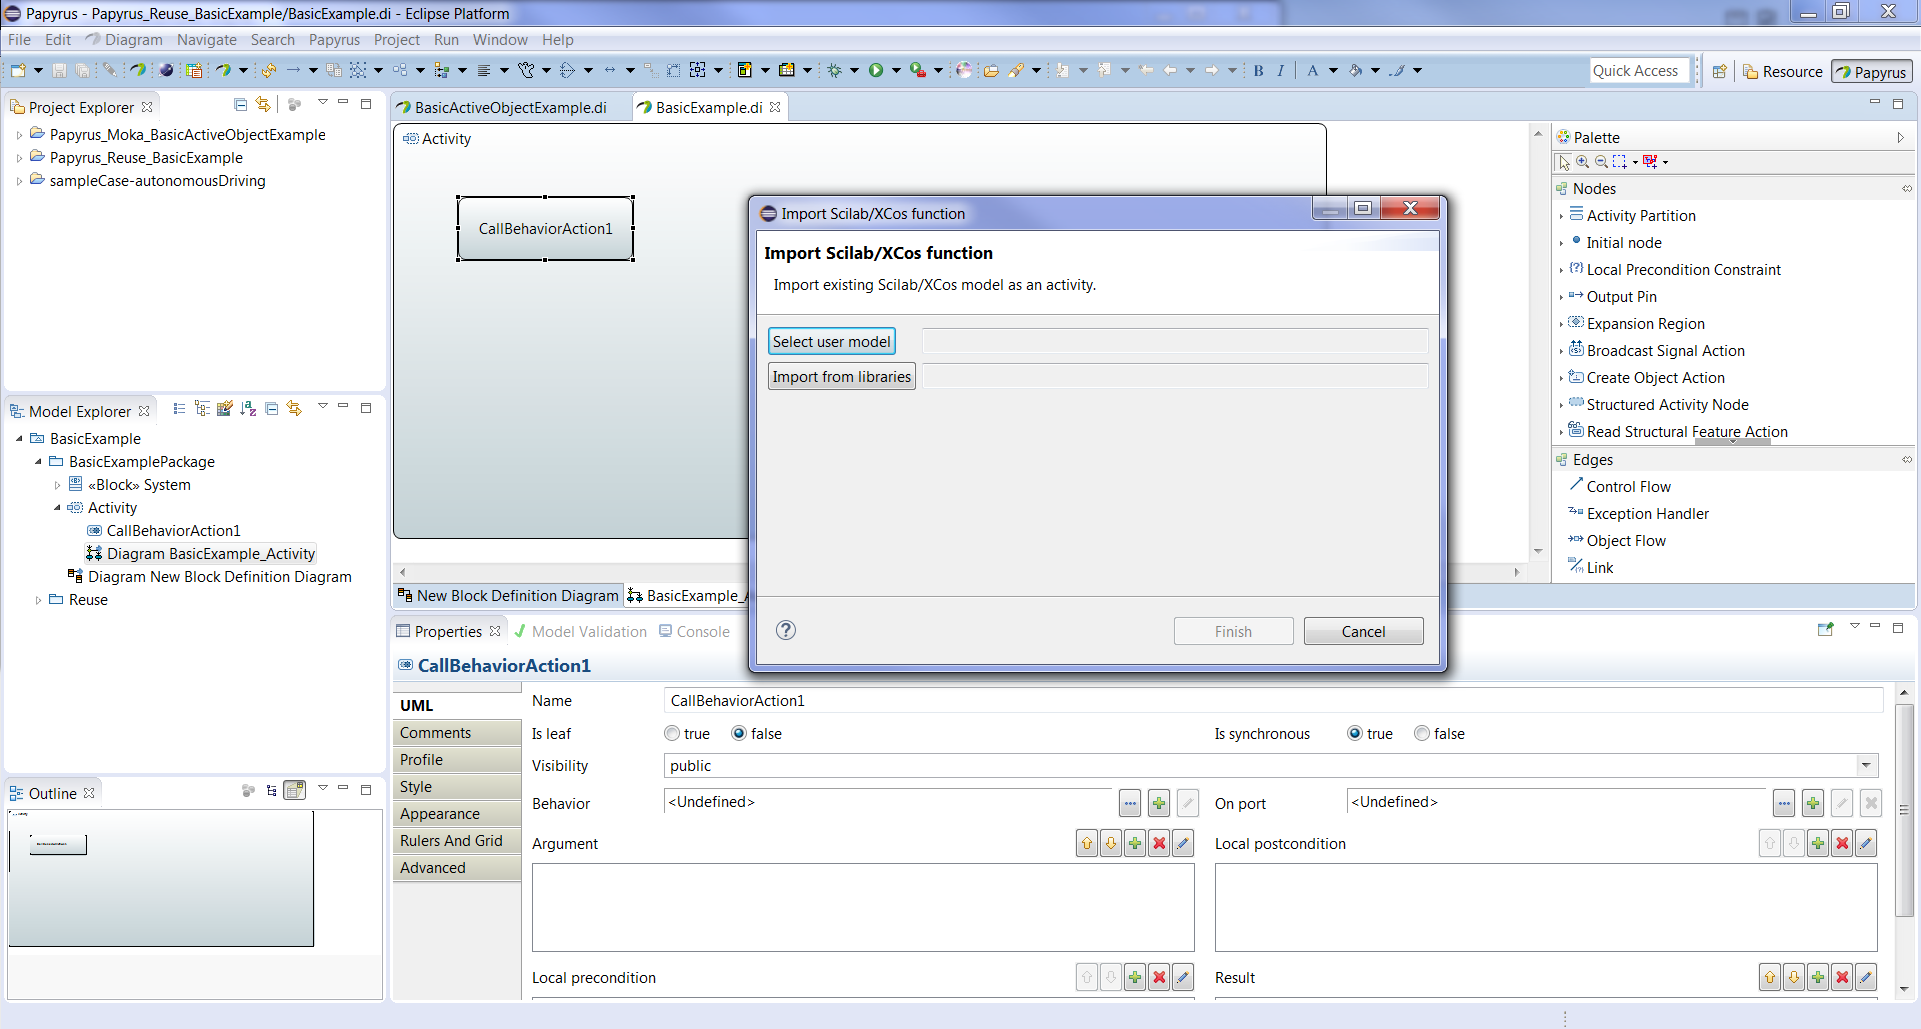 Papyrus - Papyrus_Reuse_BasicExample/BasicExample.di - Eclipse Platform
File Edit Diagram Navigate Search Papyrus Project Run Window Help
B I A Quick Access Resource Papyrus
Project Explorer
Papyrus_Moka_BasicActiveObjectExample
Papyrus_Reuse_BasicExample
sampleCase-autonomousDriving
Model Explorer
BasicExample
BasicExamplePackage
«Block» System
Activity
CallBehaviorAction1
Diagram BasicExample_Activity
Diagram New Block Definition Diagram
Reuse
Outline
BasicActiveObjectExample.di BasicExample.di
Activity
CallBehaviorAction1
New Block Definition Diagram BasicExample_A
Import Scilab/XCos function
Import Scilab/XCos function
Import existing Scilab/XCos model as an activity.
Select user model
Import from libraries
Finish Cancel
Palette
Nodes
Activity Partition
Initial node
Local Precondition Constraint
Output Pin
Expansion Region
Broadcast Signal Action
Create Object Action
Structured Activity Node
Read Structural Feature Action
Edges
Control Flow
Exception Handler
Object Flow
Link
Properties Model Validation Console
CallBehaviorAction1
UML
Comments
Profile
Style
Appearance
Rulers And Grid
Advanced
Name CallBehaviorAction1
Is leaf true false Is synchronous true false
Visibility public
Behavior <Undefined> On port <Undefined>
Argument Local postcondition
Local precondition Result